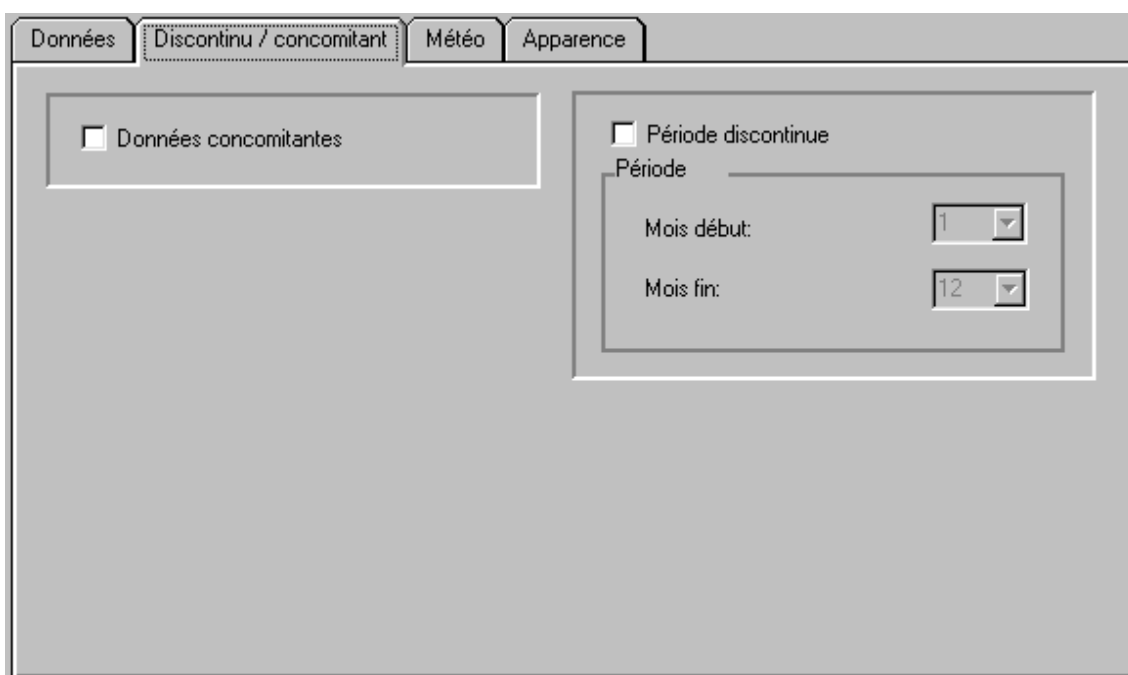 Données Discontinu / concomitant Météo Apparence
Données concomitantes
Période discontinue
Période
Mois début: 1
Mois fin: 12